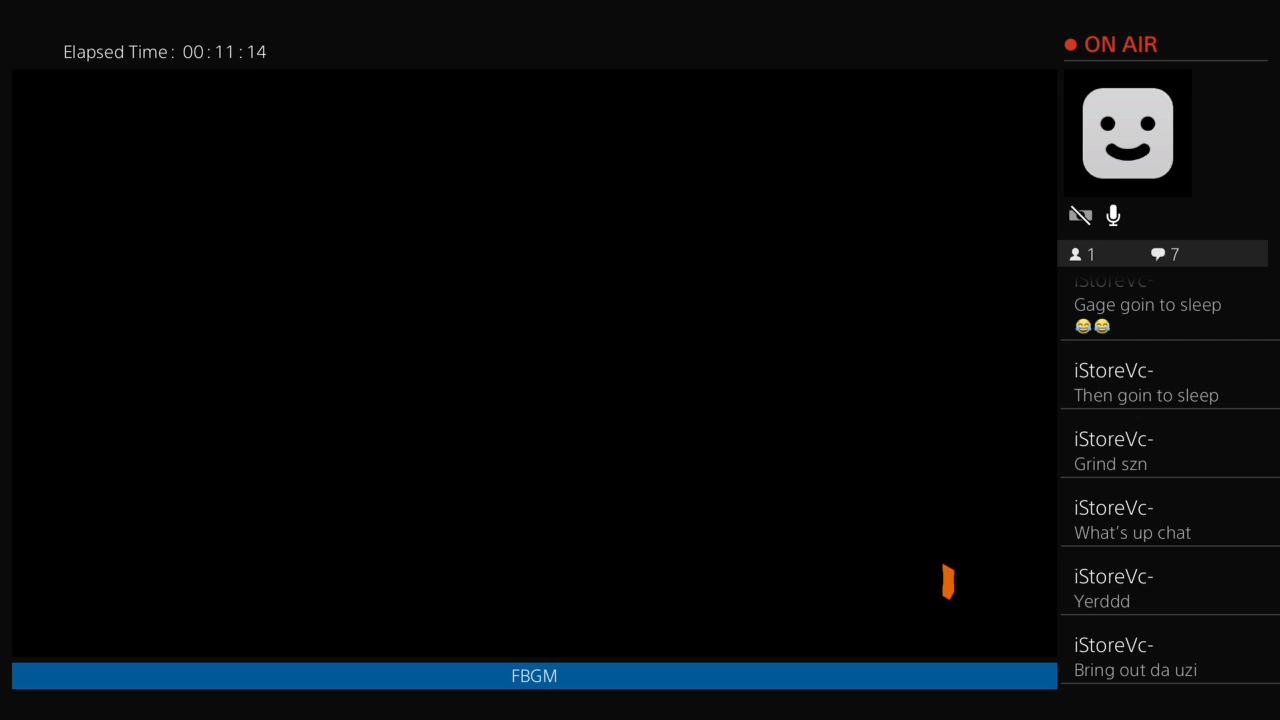 Elapsed Time: 00:11:14
ON AIR
1 7
iStoreVc-
Gage goin to sleep
😂😂
iStoreVc-
Then goin to sleep
iStoreVc-
Grind szn
iStoreVc-
What's up chat
iStoreVc-
Yerddd
iStoreVc-
Bring out da uzi
FBGM